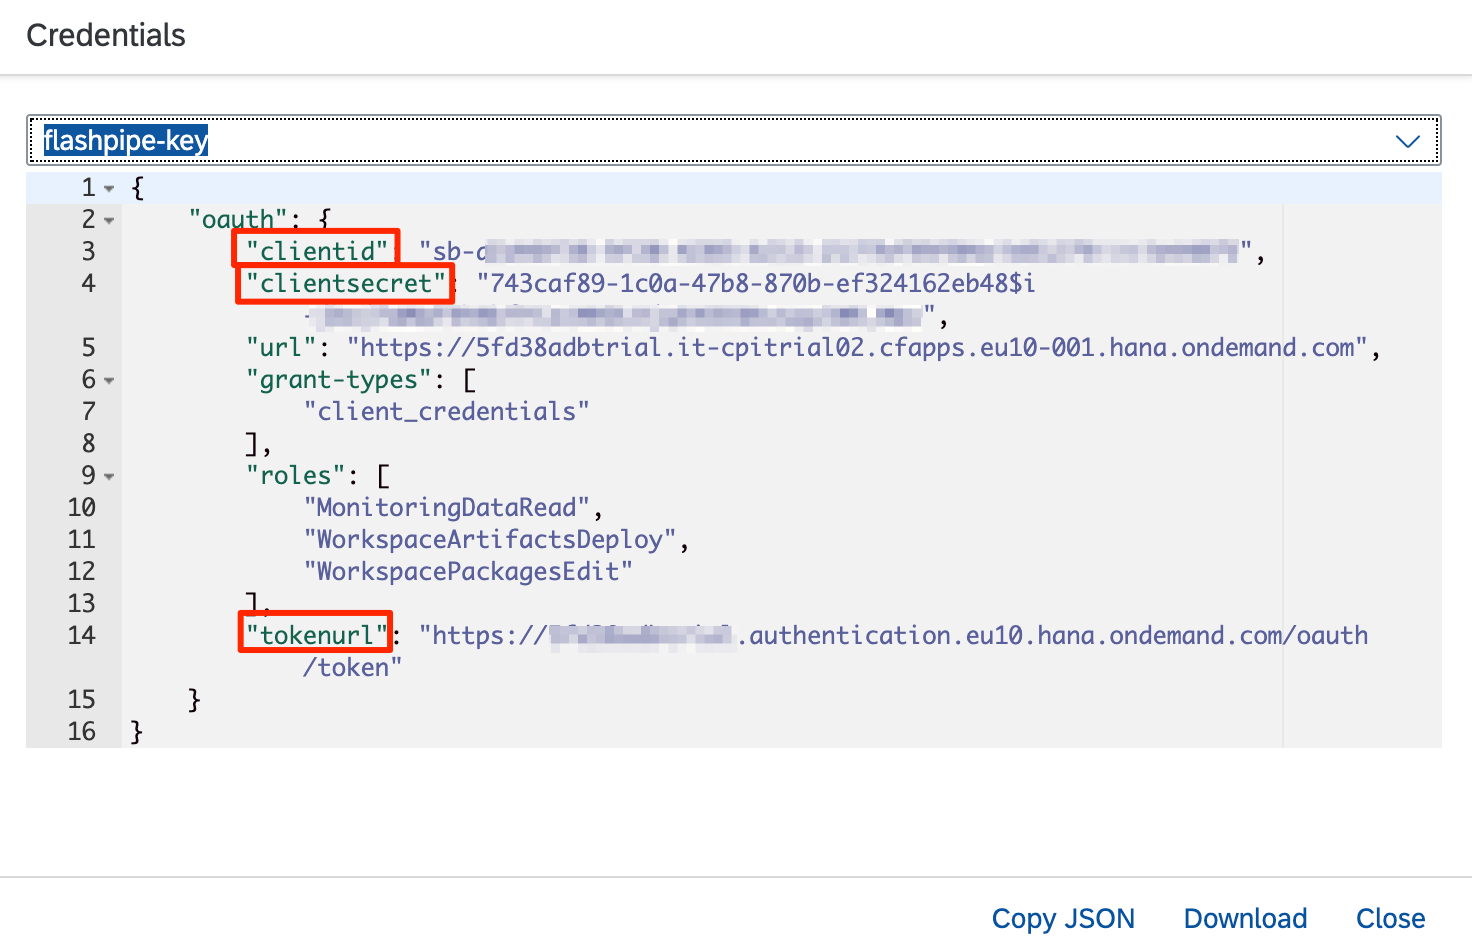 Credentials
flashpipe-key
1 {
2 "oauth": {
3 "clientid": "sb-",
4 "clientsecret": "743caf89-1c0a-47b8-870b-ef324162eb48$i
",
5 "url": "https://5fd38adbtrial.it-cpitrial02.cfapps.eu10-001.hana.ondemand.com",
6 "grant-types": [
7 "client_credentials"
8 ],
9 "roles": [
10 "MonitoringDataRead",
11 "WorkspaceArtifactsDeploy",
12 "WorkspacePackagesEdit"
13 ],
14 "tokenurl": "https://.authentication.eu10.hana.ondemand.com/oauth
/token"
15 }
16 }
Copy JSON Download Close